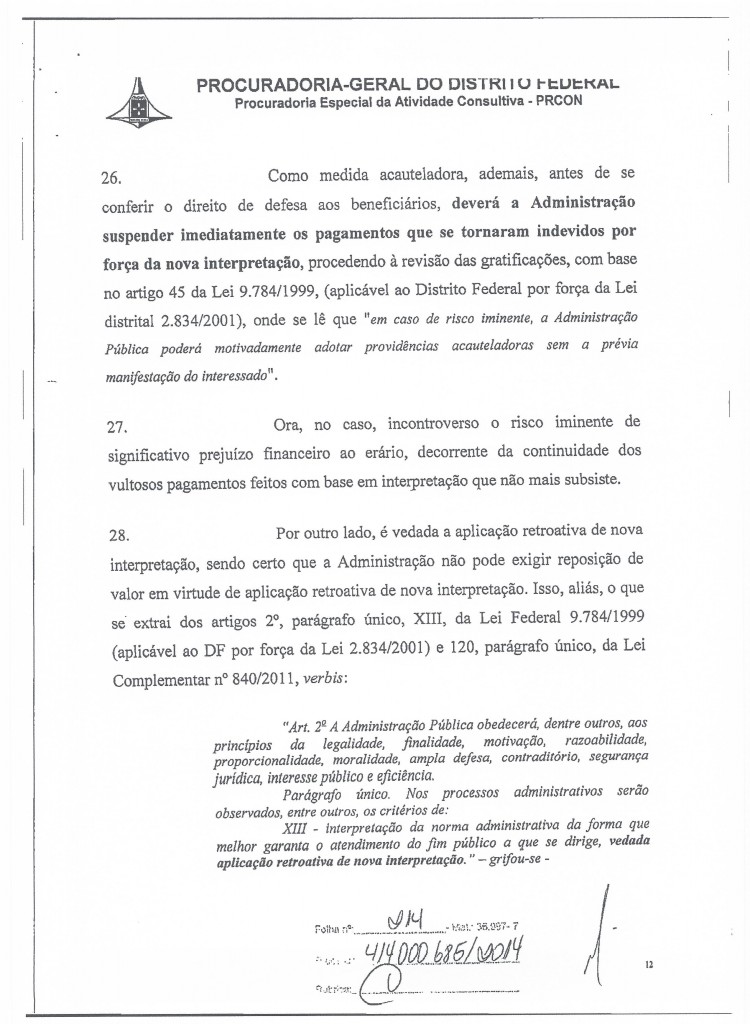 PROCURADORIA-GERAL DO DISTRITO FEDERAL
Procuradoria Especial da Atividade Consultiva - PRCON
26. Como medida acauteladora, ademais, antes de se
conferir o direito de defesa aos beneficiários, deverá a Administração
suspender imediatamente os pagamentos que se tornaram indevidos por
força da nova interpretação, procedendo à revisão das gratificações, com base
no artigo 45 da Lei 9.784/1999, (aplicável ao Distrito Federal por força da Lei
distrital 2.834/2001), onde se lê que "em caso de risco iminente, a Administração
Pública poderá motivadamente adotar providências acauteladoras sem a prévia
manifestação do interessado".
27. Ora, no caso, incontroverso o risco iminente de
significativo prejuízo financeiro ao erário, decorrente da continuidade dos
vultosos pagamentos feitos com base em interpretação que não mais subsiste.
28. Por outro lado, é vedada a aplicação retroativa de nova
interpretação, sendo certo que a Administração não pode exigir reposição de
valor em virtude de aplicação retroativa de nova interpretação. Isso, aliás, o que
se extrai dos artigos 2º, parágrafo único, XIII, da Lei Federal 9.784/1999
(aplicável ao DF por força da Lei 2.834/2001) e 120, parágrafo único, da Lei
Complementar nº 840/2011, verbis:
"Art. 2º A Administração Pública obedecerá, dentre outros, aos
princípios da legalidade, finalidade, motivação, razoabilidade,
proporcionalidade, moralidade, ampla defesa, contraditório, segurança
jurídica, interesse público e eficiência.
Parágrafo único. Nos processos administrativos serão
observados, entre outros, os critérios de:
XIII - interpretação da norma administrativa da forma que
melhor garanta o atendimento do fim público a que se dirige, vedada
aplicação retroativa de nova interpretação." – grifou-se -
Folha nº: 214 - Mat.: 36.997-7
414000.685/2014
Rubrica:
12